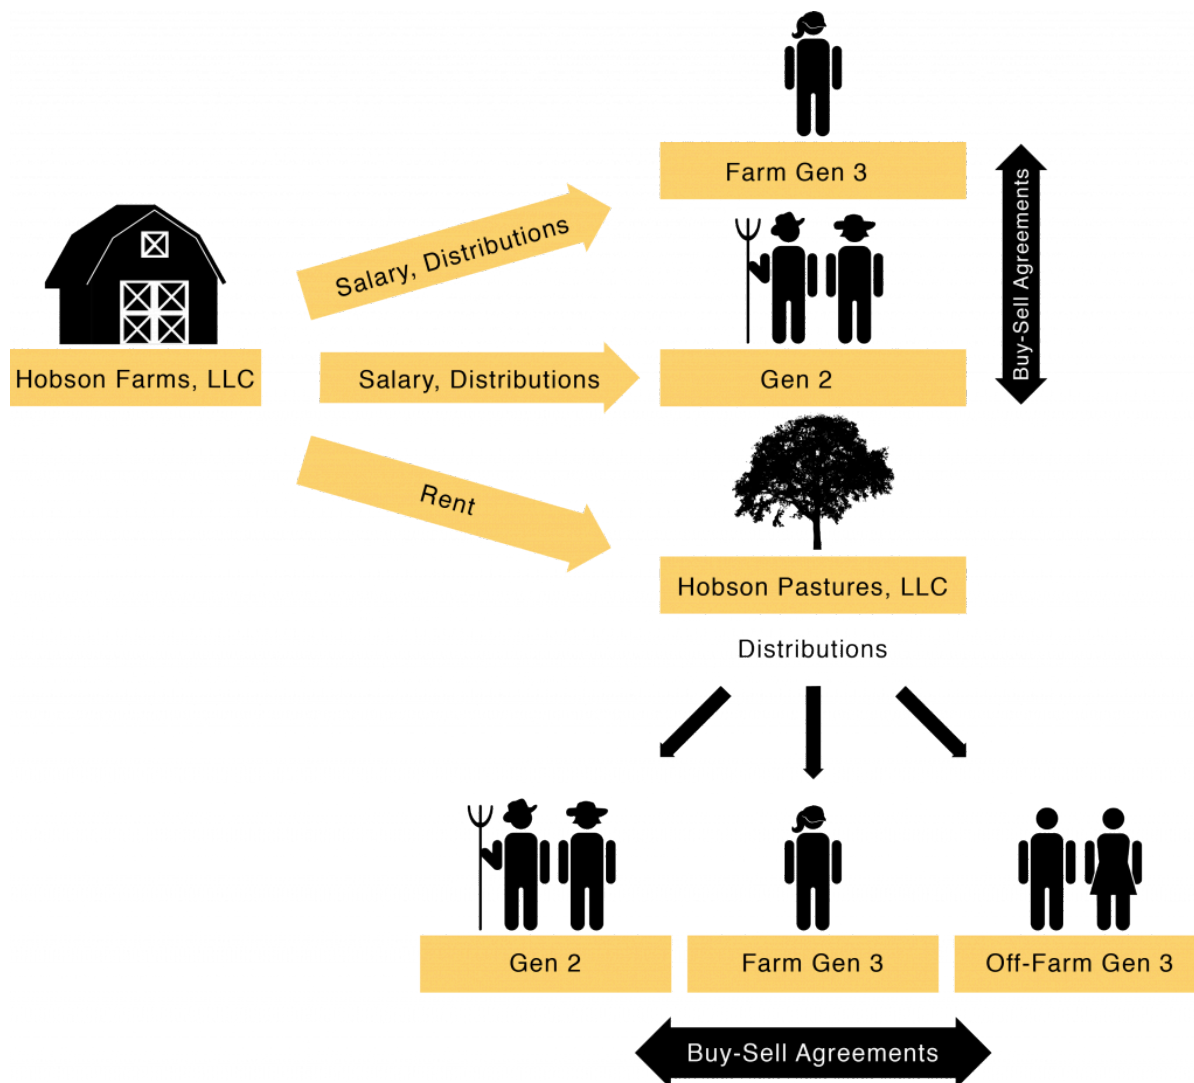 Farm Gen 3
Salary, Distributions
Buy-Sell Agreements
Hobson Farms, LLC
Salary, Distributions
Gen 2
Rent
Hobson Pastures, LLC
Distributions
Gen 2
Farm Gen 3
Off-Farm Gen 3
Buy-Sell Agreements